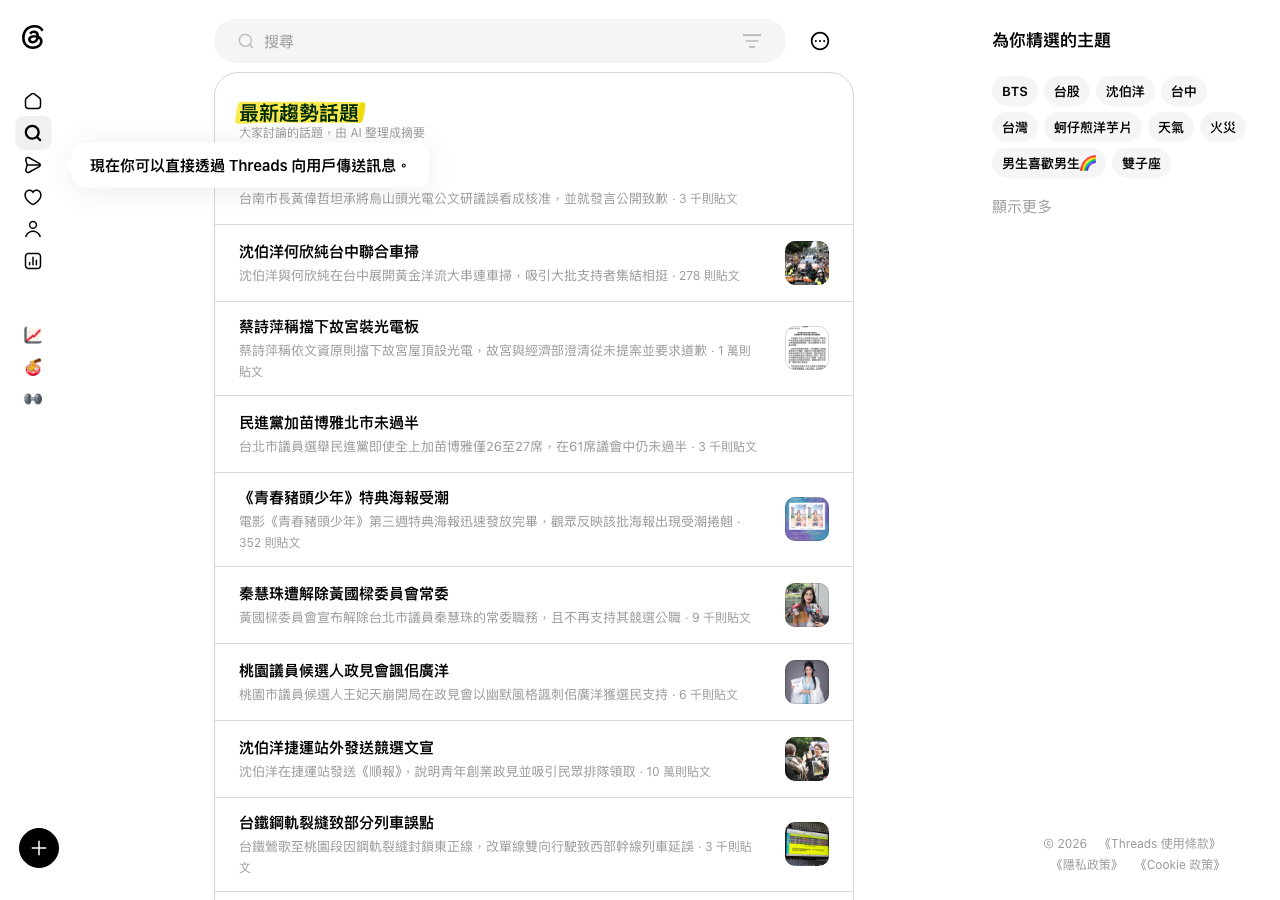 搜尋
最新趨勢話題
大家討論的話題，由 AI 整理成摘要
現在你可以直接透過 Threads 向用戶傳送訊息。
台南市長黃偉哲坦承將烏山頭光電公文研議誤看成核准，並就發言公開致歉 · 3 千則貼文
沈伯洋何欣純台中聯合車掃
沈伯洋與何欣純在台中展開黃金洋流大串連車掃，吸引大批支持者集結相挺 · 278 則貼文
蔡詩萍稱擋下故宮裝光電板
蔡詩萍稱依文資原則擋下故宮屋頂設光電，故宮與經濟部澄清從未提案並要求道歉 · 1 萬則
貼文
民進黨加苗博雅北市未過半
台北市議員選舉民進黨即使全上加苗博雅僅26至27席，在61席議會中仍未過半 · 3 千則貼文
《青春豬頭少年》特典海報受潮
電影《青春豬頭少年》第三週特典海報迅速發放完畢，觀眾反映該批海報出現受潮捲翹 ·
352 則貼文
秦慧珠遭解除黃國樑委員會常委
黃國樑委員會宣布解除台北市議員秦慧珠的常委職務，且不再支持其競選公職 · 9 千則貼文
桃園議員候選人政見會諷佀廣洋
桃園市議員候選人王妃天崩開局在政見會以幽默風格諷刺佀廣洋獲選民支持 · 6 千則貼文
沈伯洋捷運站外發送競選文宣
沈伯洋在捷運站發送《順報》，說明青年創業政見並吸引民眾排隊領取 · 10 萬則貼文
台鐵鋼軌裂縫致部分列車誤點
台鐵鶯歌至桃園段因鋼軌裂縫封鎖東正線，改單線雙向行駛致西部幹線列車延誤 · 3 千則貼
文
為你精選的主題
BTS
台股
沈伯洋
台中
台灣
蚵仔煎洋芋片
天氣
火災
男生喜歡男生🌈
雙子座
顯示更多
© 2026 《Threads 使用條款》
《隱私政策》 《Cookie 政策》